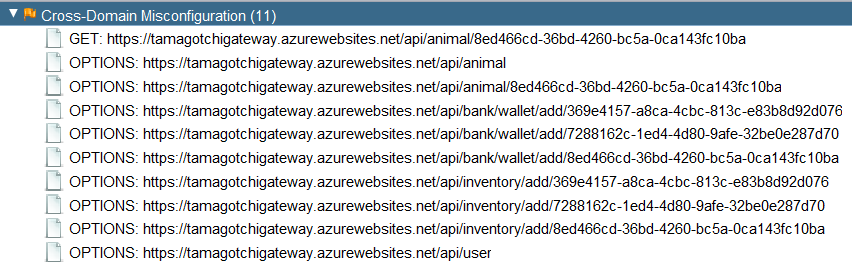 Cross-Domain Misconfiguration (11)
GET: https://tamagotchigateway.azurewebsites.net/api/animal/8ed466cd-36bd-4260-bc5a-0ca143fc10ba
OPTIONS: https://tamagotchigateway.azurewebsites.net/api/animal
OPTIONS: https://tamagotchigateway.azurewebsites.net/api/animal/8ed466cd-36bd-4260-bc5a-0ca143fc10ba
OPTIONS: https://tamagotchigateway.azurewebsites.net/api/bank/wallet/add/369e4157-a8ca-4cbc-813c-e83b8d92d076
OPTIONS: https://tamagotchigateway.azurewebsites.net/api/bank/wallet/add/7288162c-1ed4-4d80-9afe-32be0e287d70
OPTIONS: https://tamagotchigateway.azurewebsites.net/api/bank/wallet/add/8ed466cd-36bd-4260-bc5a-0ca143fc10ba
OPTIONS: https://tamagotchigateway.azurewebsites.net/api/inventory/add/369e4157-a8ca-4cbc-813c-e83b8d92d076
OPTIONS: https://tamagotchigateway.azurewebsites.net/api/inventory/add/7288162c-1ed4-4d80-9afe-32be0e287d70
OPTIONS: https://tamagotchigateway.azurewebsites.net/api/inventory/add/8ed466cd-36bd-4260-bc5a-0ca143fc10ba
OPTIONS: https://tamagotchigateway.azurewebsites.net/api/user